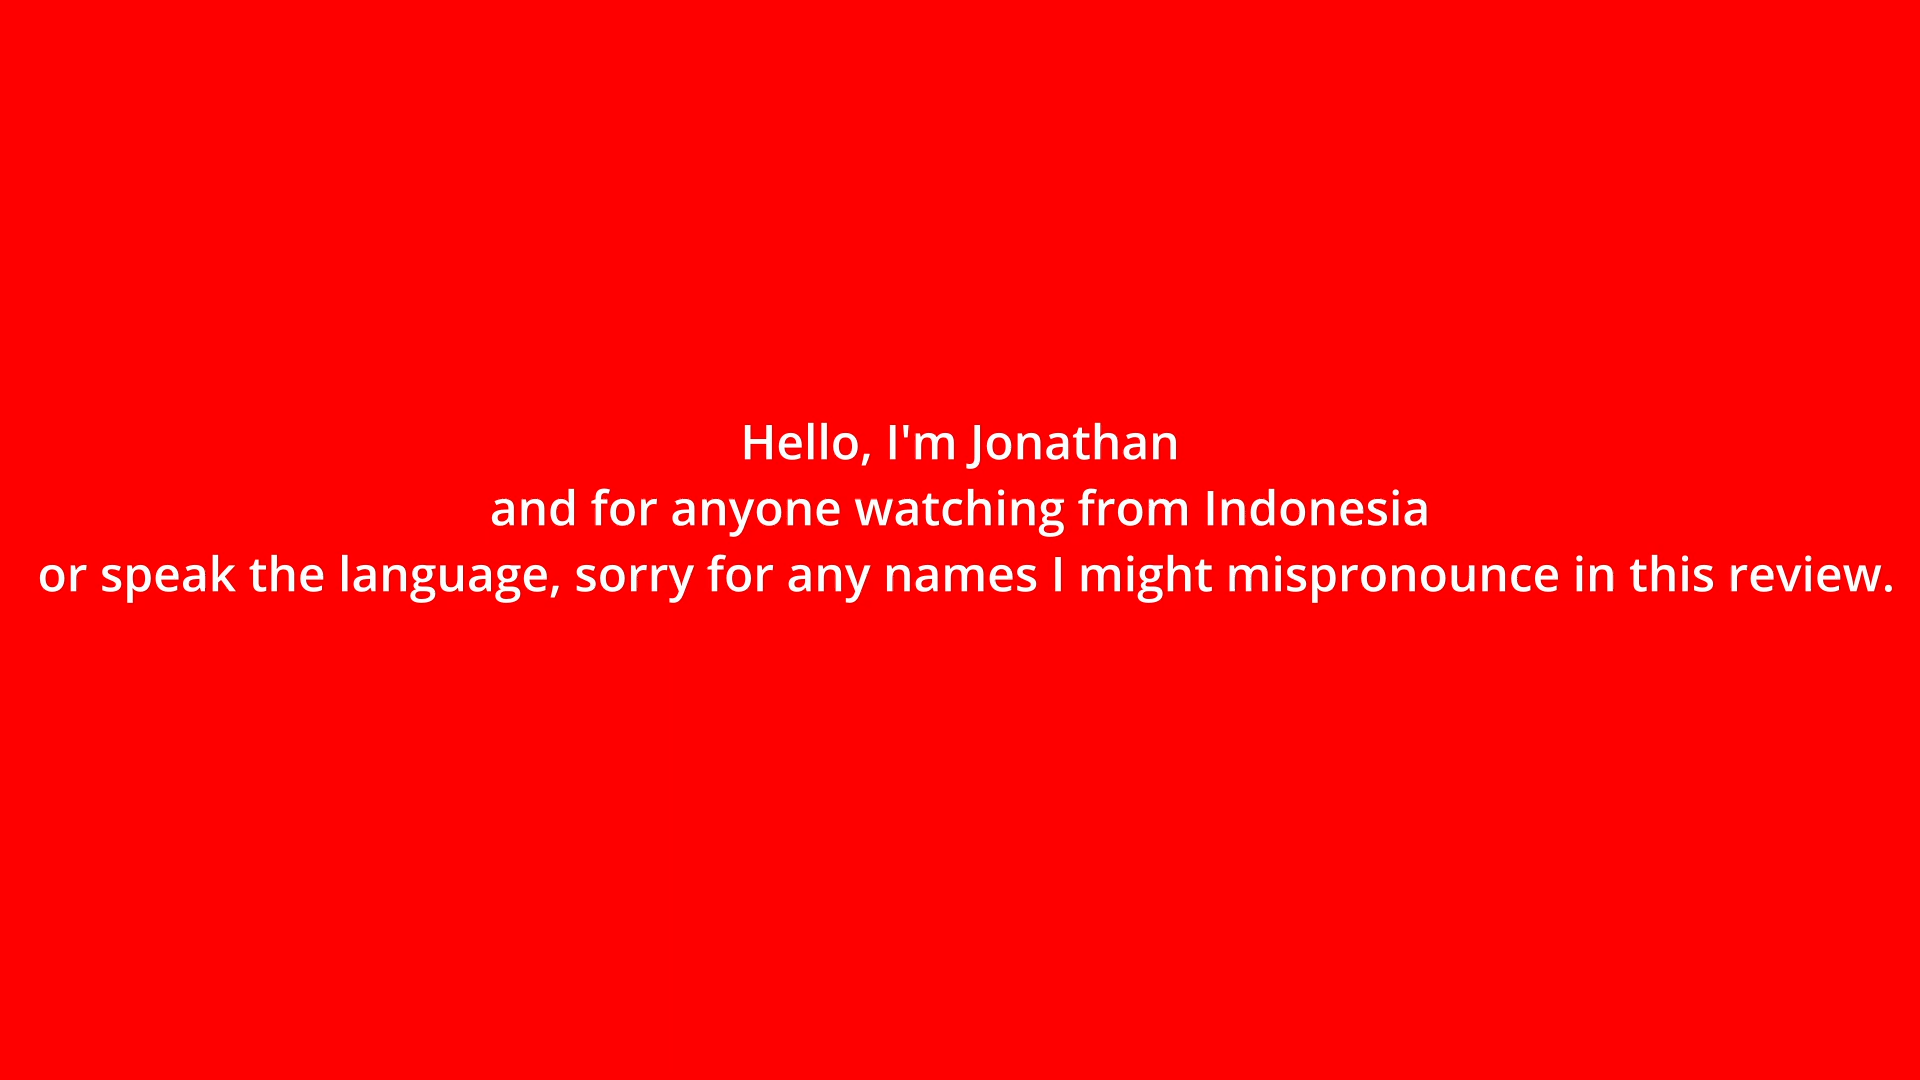 Hello, I'm Jonathan
and for anyone watching from Indonesia
or speak the language, sorry for any names I might mispronounce in this review.